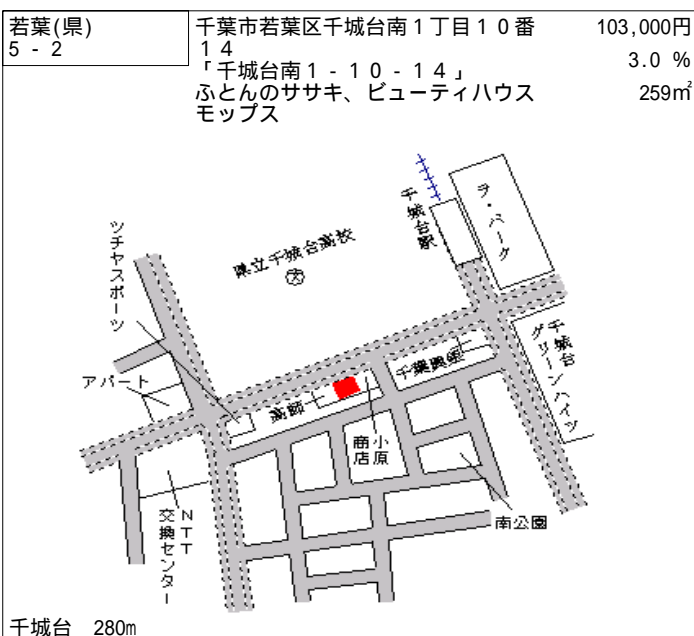 若葉(県)
5 - 2
千葉市若葉区千城台南1丁目10番
14
「千城台南1-10-14」
ふとんのササキ、ビューティハウス
モップス
103,000円
3.0 %
259㎡
ヲ・パーク
千城台駅
県立千城台高校
ツチヤスポーツ
千城台
グリーンハイツ
千葉興銀
アパート
高師
小原
商店
南公園
NTT
交換センター
千城台 280m